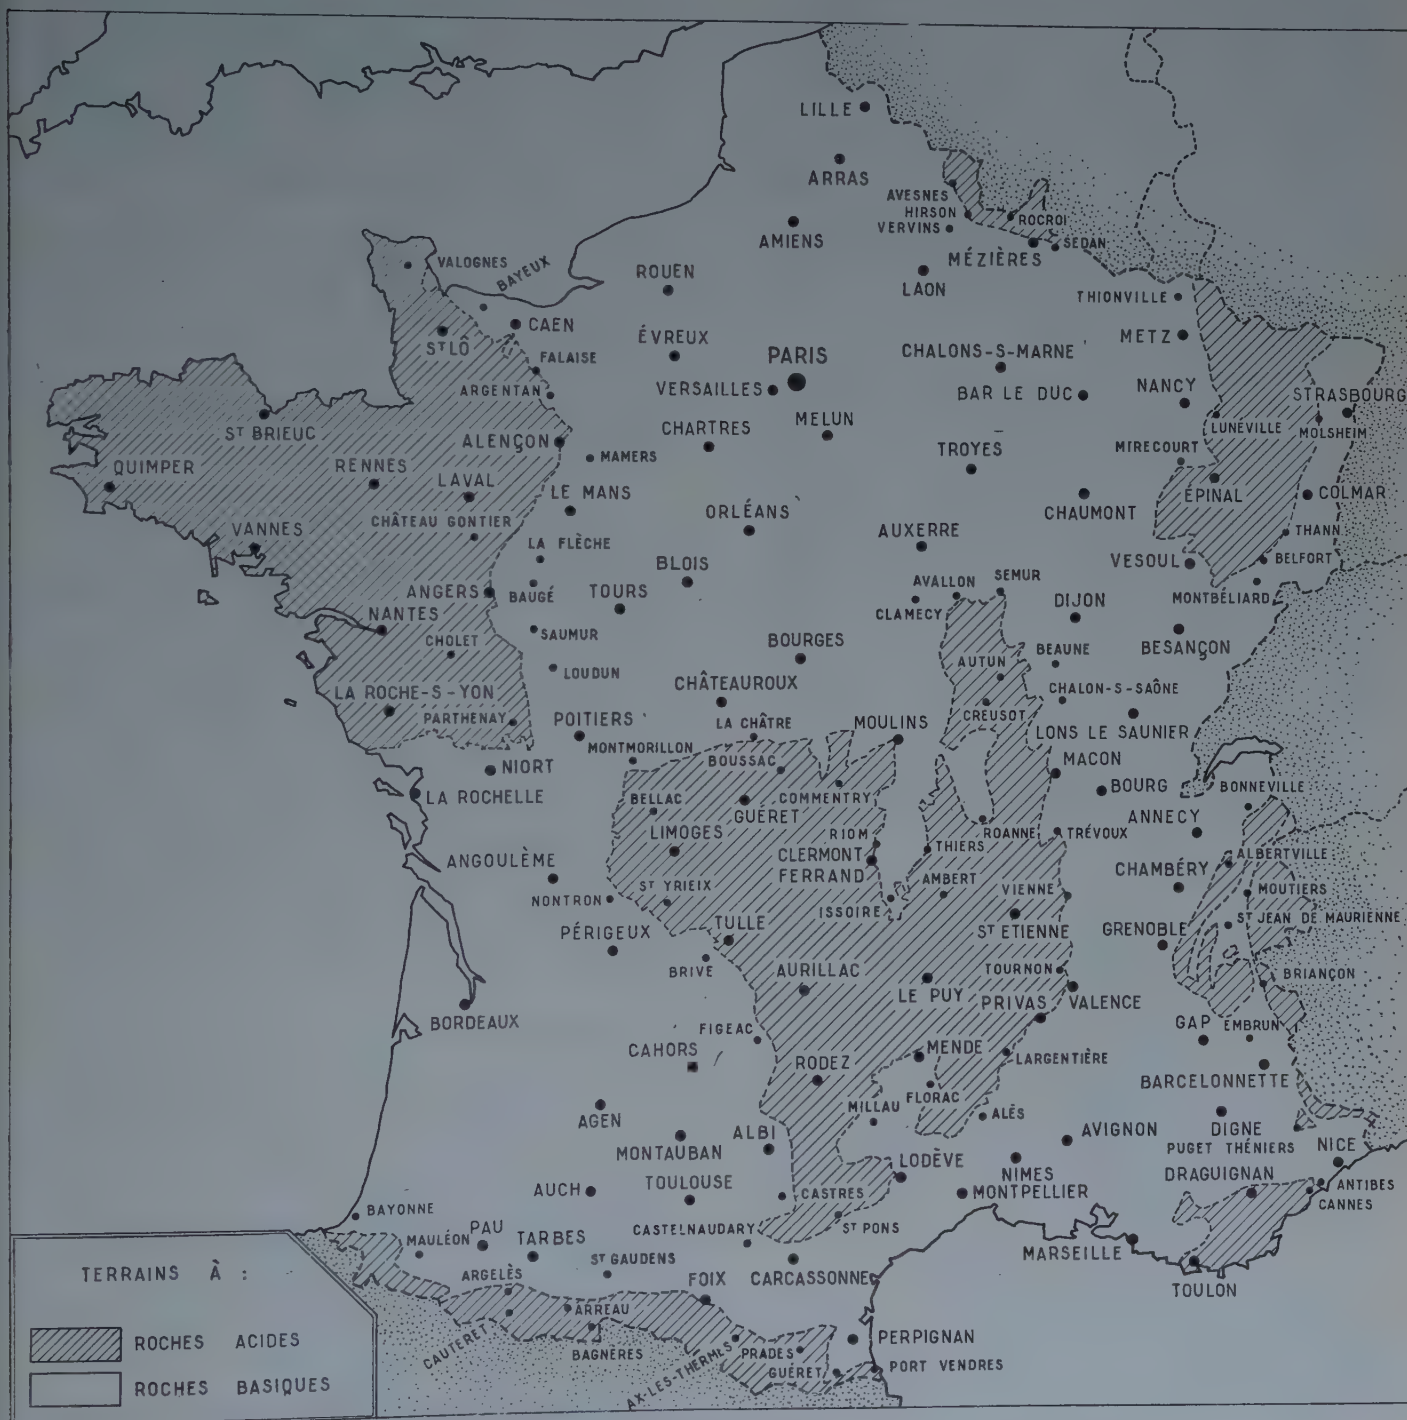 LILLE
ARRAS
AVESNES
HIRSON
VERVINS
ROCROI
AMIENS
SEDAN
MÉZIÈRES
VALOGNES
BAYEUX
ROUEN
LAON
THIONVILLE
CAEN
ST LÔ
ÉVREUX
METZ
FALAISE
PARIS
CHALONS-S-MARNE
ARGENTAN
VERSAILLES
BAR LE DUC
NANCY
STRASBOURG
ST BRIEUC
CHARTRES
MELUN
LUNÉVILLE
MOLSHEIM
ALENÇON
MAMERS
TROYES
MIRECOURT
QUIMPER
RENNES
LAVAL
LE MANS
ÉPINAL
COLMAR
CHÂTEAU GONTIER
ORLÉANS
CHAUMONT
VANNES
AUXERRE
THANN
LA FLÈCHE
BLOIS
VESOUL
BELFORT
ANGERS
BAUGÉ
TOURS
AVALLON
SEMUR
MONTBÉLIARD
NANTES
CLAMECY
DIJON
CHOLET
SAUMUR
BOURGES
BEAUNE
BESANÇON
LOUDUN
AUTUN
LA ROCHE-S-YON
CHÂTEAUROUX
CHALON-S-SAÔNE
PARTHENAY
POITIERS
LA CHÂTRE
MOULINS
CREUSOT
LONS LE SAUNIER
MONTMORILLON
NIORT
BOUSSAC
MACON
LA ROCHELLE
BELLAC
GUÉRET
COMMENTRY
BOURG
BONNEVILLE
LIMOGES
RIOM
ROANNE
TRÉVOUX
ANNECY
ANGOULÈME
CLERMONT
FERRAND
THIERS
ALBERTVILLE
CHAMBÉRY
NONTRON
ST YRIEIX
ISSOIRE
AMBERT
VIENNE
MOUTIERS
PÉRIGEUX
TULLE
ST ETIENNE
GRENOBLE
ST JEAN DE MAURIENNE
BRIVE
AURILLAC
TOURNON
BRIANÇON
LE PUY
PRIVAS
VALENCE
BORDEAUX
FIGEAC
GAP
EMBRUN
CAHORS
MENDE
LARGENTIÈRE
RODEZ
BARCELONNETTE
AGEN
MILLAU
FLORAC
ALÈS
MONTAUBAN
ALBI
AVIGNON
DIGNE
PUGET THÉNIERS
NICE
LODÈVE
NIMES
AUCH
TOULOUSE
CASTRES
MONTPELLIER
DRAGUIGNAN
ANTIBES
CANNES
BAYONNE
ST PONS
MAULÉON
PAU
TARBES
CASTELNAUDARY
MARSEILLE
ST GAUDENS
ARGELÈS
FOIX
CARCASSONNE
TOULON
ARREAU
CAUTERET
BAGNÈRES
AX-LES-THERMES
PRADES
PERPIGNAN
GUÉRET
PORT VENDRES
TERRAINS À :
ROCHES ACIDES
ROCHES BASIQUES